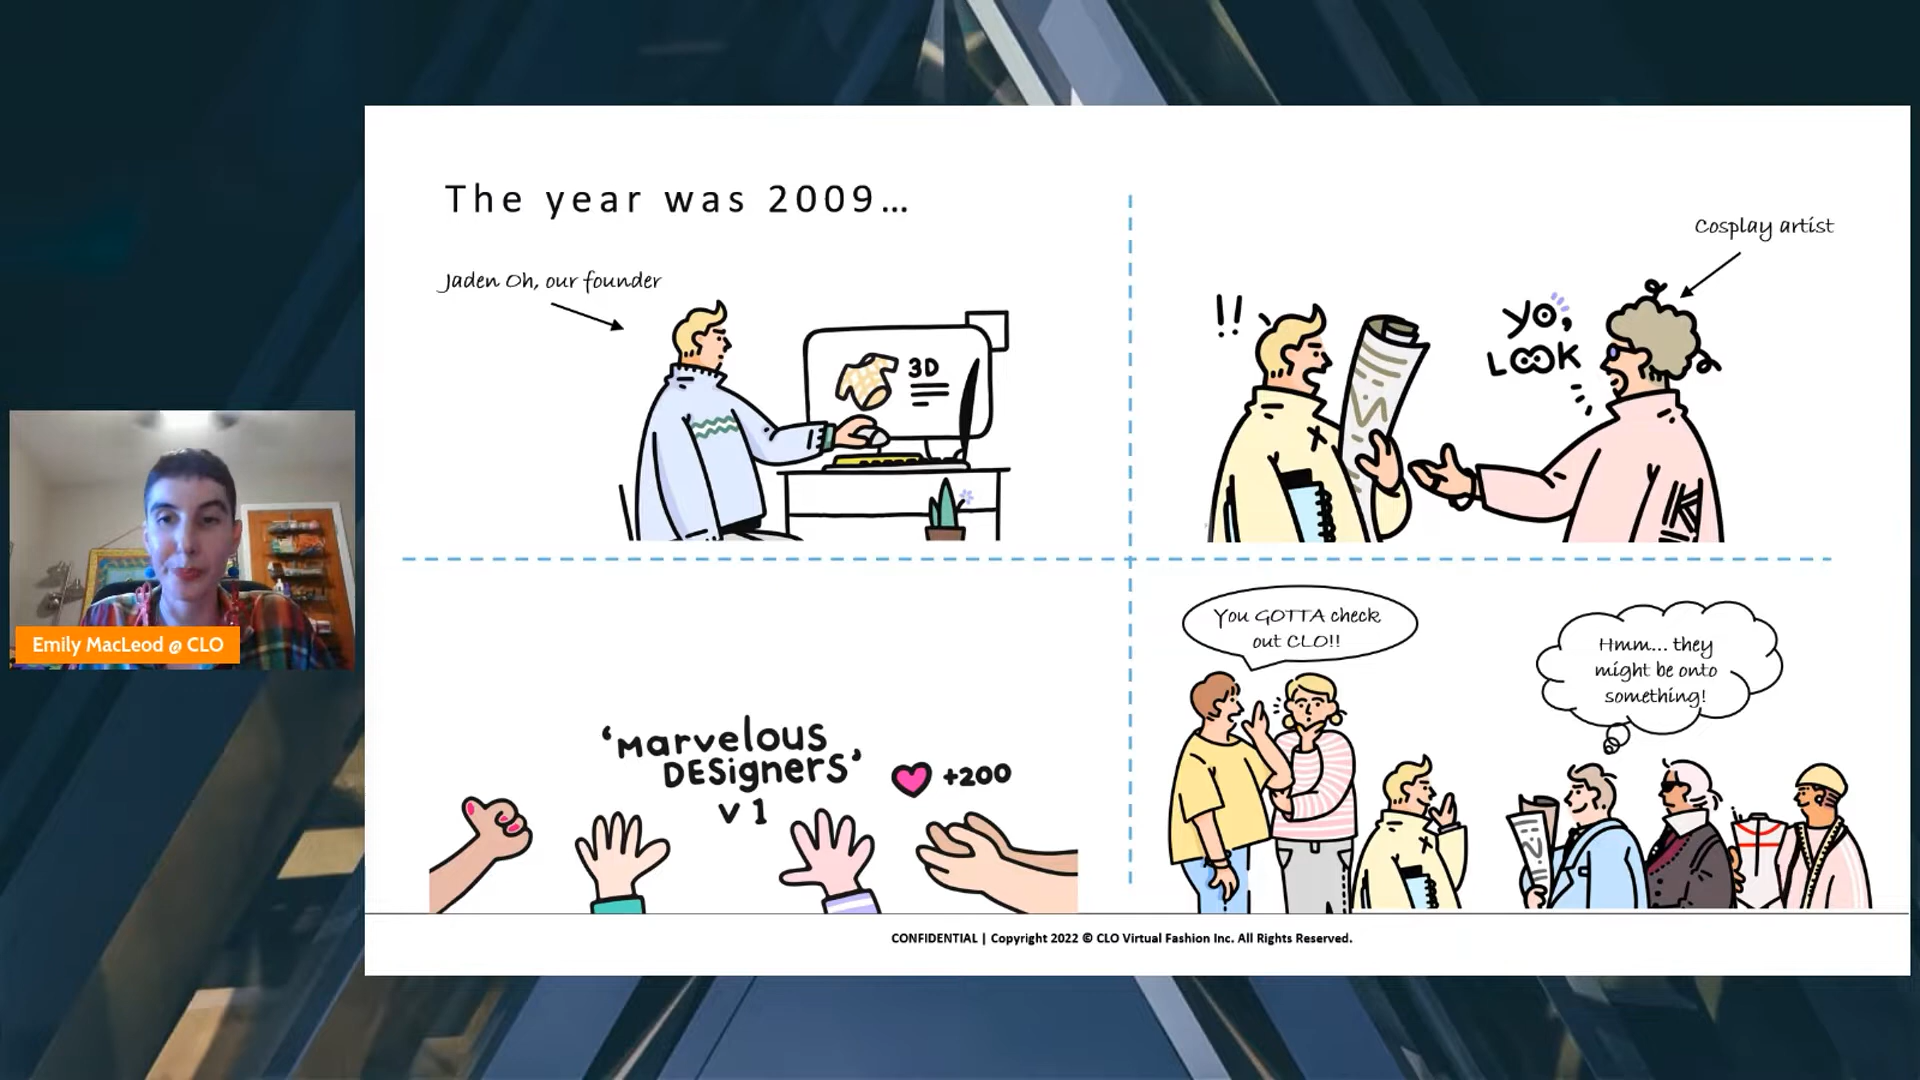 The year was 2009...
Jaden Oh, our founder
3D
Cosplay artist
!!
yo,
LOOK
'Marvelous
Designers'
v 1
+200
You GOTTA check
out CLO!!
Hmm... they
might be onto
something!
Emily MacLeod @ CLO
CONFIDENTIAL | Copyright 2022 © CLO Virtual Fashion Inc. All Rights Reserved.